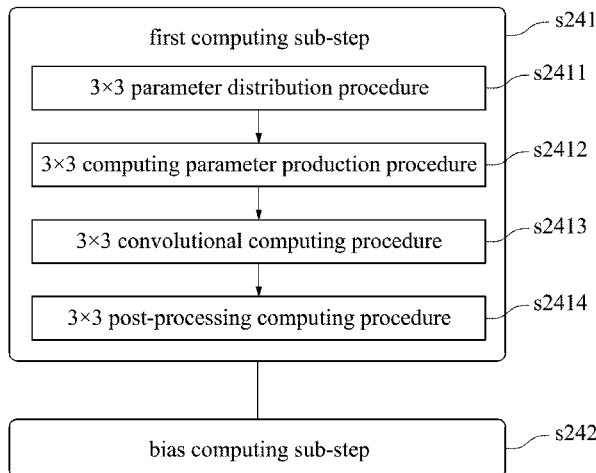 first computing sub-step
s241
3×3 parameter distribution procedure
s2411
3×3 computing parameter production procedure
s2412
3×3 convolutional computing procedure
s2413
3×3 post-processing computing procedure
s2414
bias computing sub-step
s242